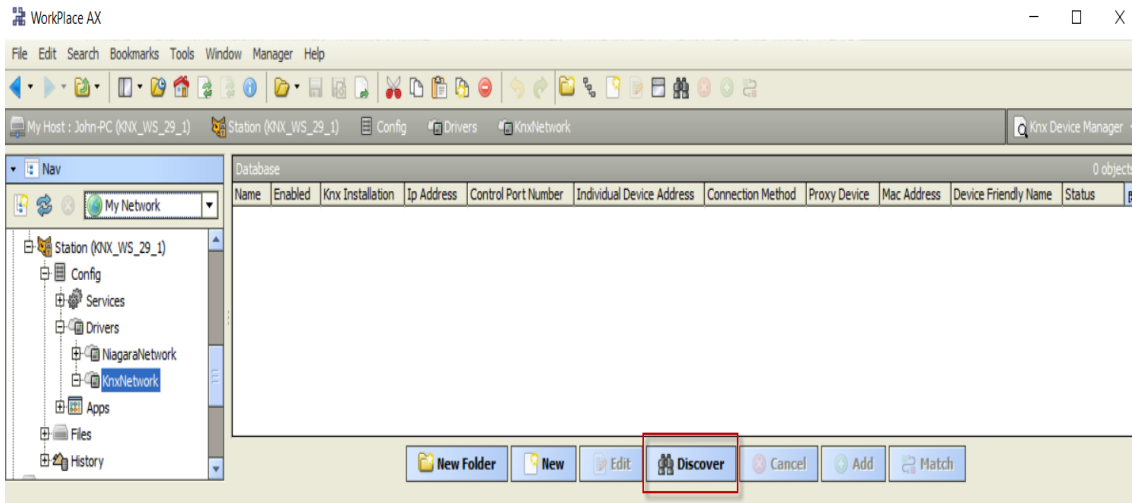 WorkPlace AX
File Edit Search Bookmarks Tools Window Manager Help
My Host : John-PC (KNX_WS_29_1) Station (KNX_WS_29_1) Config Drivers KnxNetwork Knx Device Manager
Nav
My Network
Station (KNX_WS_29_1)
Config
Services
Drivers
NiagaraNetwork
KnxNetwork
Apps
Files
History
Database 0 objects
Name Enabled Knx Installation Ip Address Control Port Number Individual Device Address Connection Method Proxy Device Mac Address Device Friendly Name Status
New Folder New Edit Discover Cancel Add Match